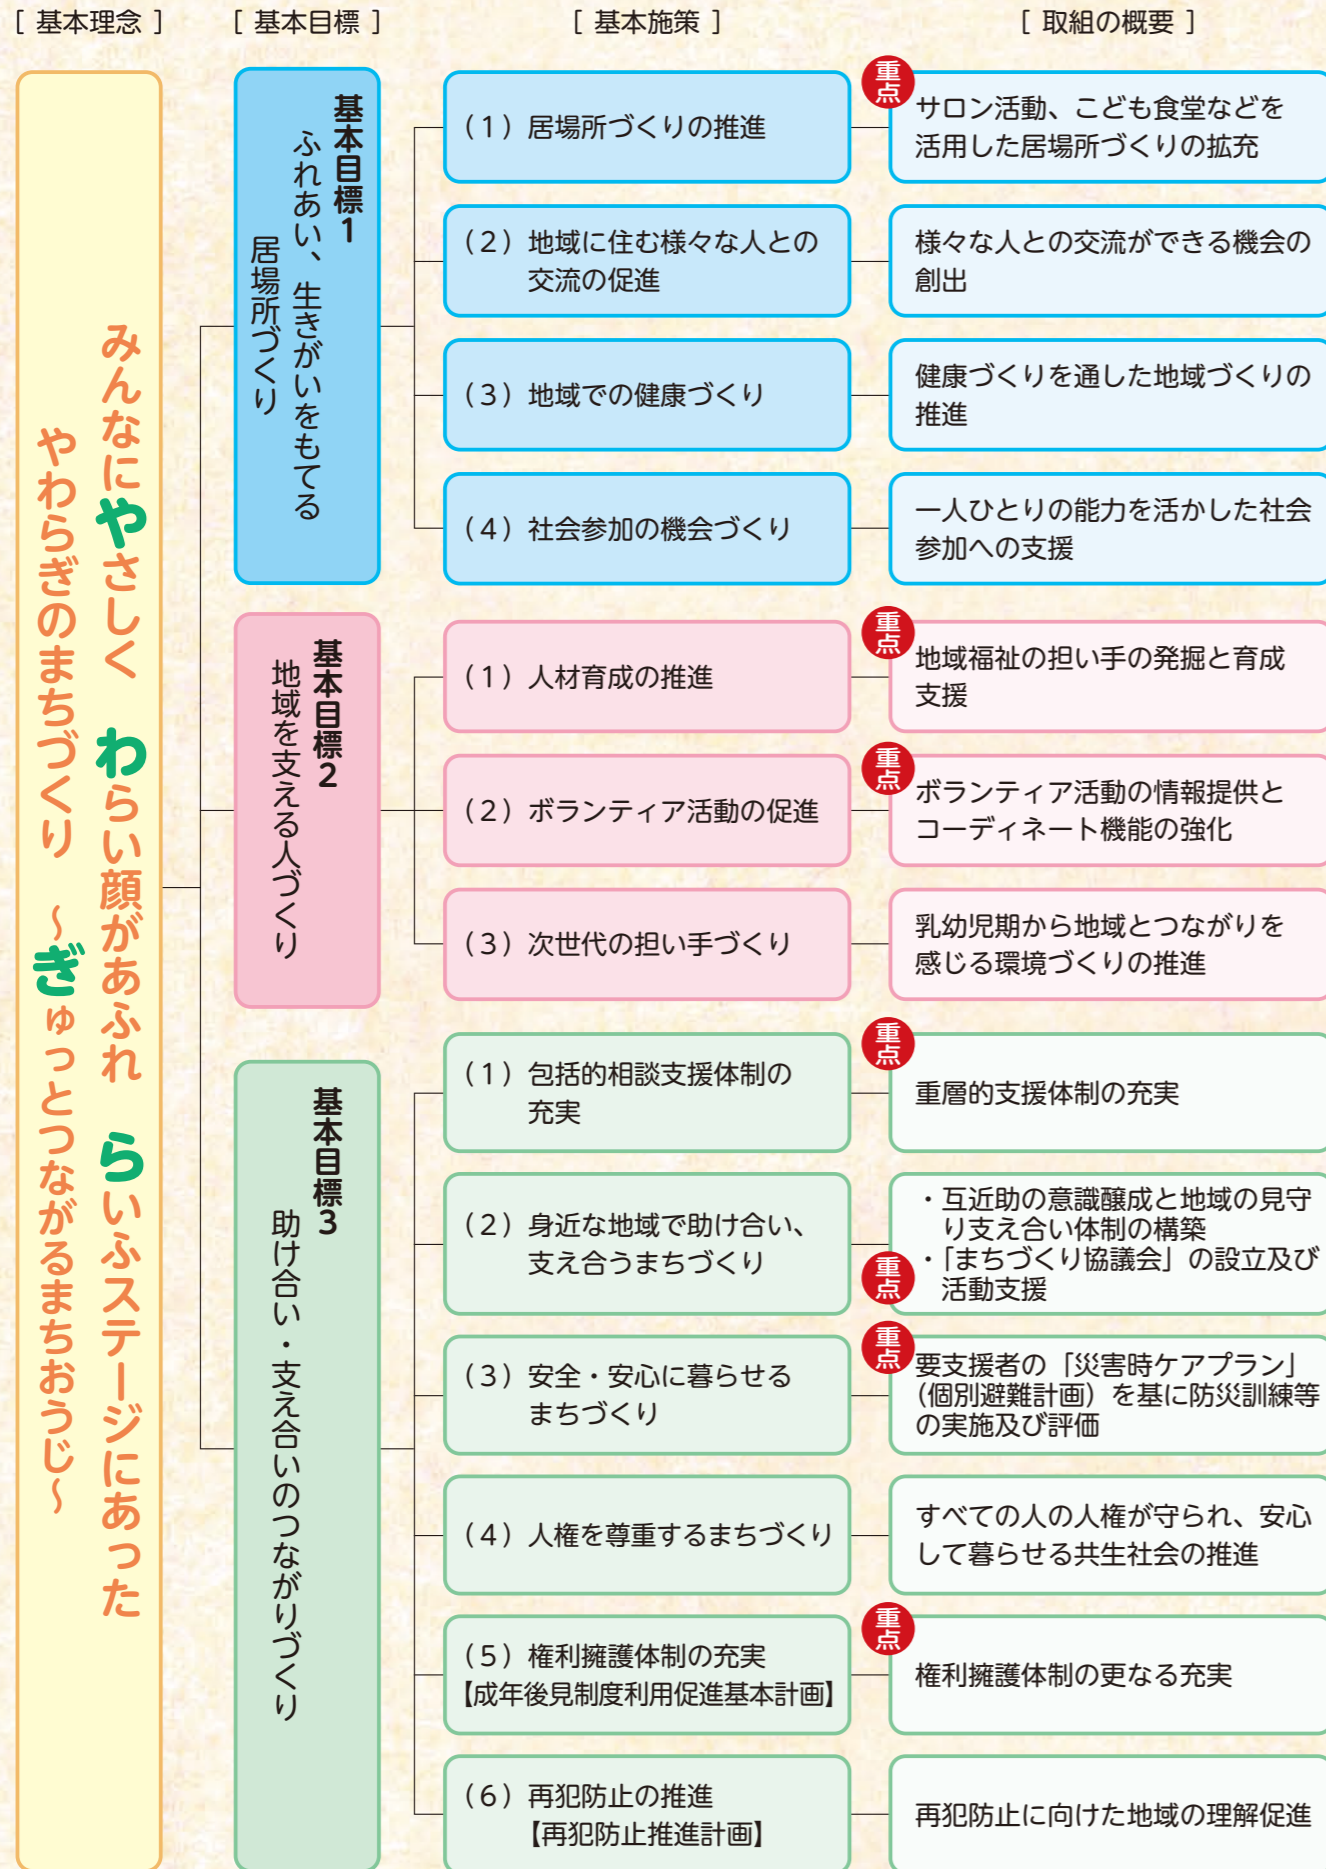 [ 基本理念 ]
[ 基本目標 ]
[ 基本施策 ]
[ 取組の概要 ]
みんなにやさしく わらい顔があふれ らいふステージにあった
やわらぎのまちづくり ～ぎゅっとつながるまちおうじ～
基本目標1
ふれあい、生きがいをもてる
居場所づくり
(1) 居場所づくりの推進
重点
サロン活動、こども食堂などを
活用した居場所づくりの拡充
(2) 地域に住む様々な人との
交流の促進
様々な人との交流ができる機会の
創出
(3) 地域での健康づくり
健康づくりを通した地域づくりの
推進
(4) 社会参加の機会づくり
一人ひとりの能力を活かした社会
参加への支援
基本目標2
地域を支える人づくり
(1) 人材育成の推進
重点
地域福祉の担い手の発掘と育成
支援
(2) ボランティア活動の促進
重点
ボランティア活動の情報提供と
コーディネート機能の強化
(3) 次世代の担い手づくり
乳幼児期から地域とつながりを
感じる環境づくりの推進
基本目標3
助け合い・支え合いのつながりづくり
(1) 包括的相談支援体制の
充実
重点
重層的支援体制の充実
(2) 身近な地域で助け合い、
支え合うまちづくり
・互近助の意識醸成と地域の見守
り支え合い体制の構築
重点
・「まちづくり協議会」の設立及び
活動支援
(3) 安全・安心に暮らせる
まちづくり
重点
要支援者の「災害時ケアプラン」
(個別避難計画) を基に防災訓練等
の実施及び評価
(4) 人権を尊重するまちづくり
すべての人の人権が守られ、安心
して暮らせる共生社会の推進
(5) 権利擁護体制の充実
【成年後見制度利用促進基本計画】
重点
権利擁護体制の更なる充実
(6) 再犯防止の推進
【再犯防止推進計画】
再犯防止に向けた地域の理解促進